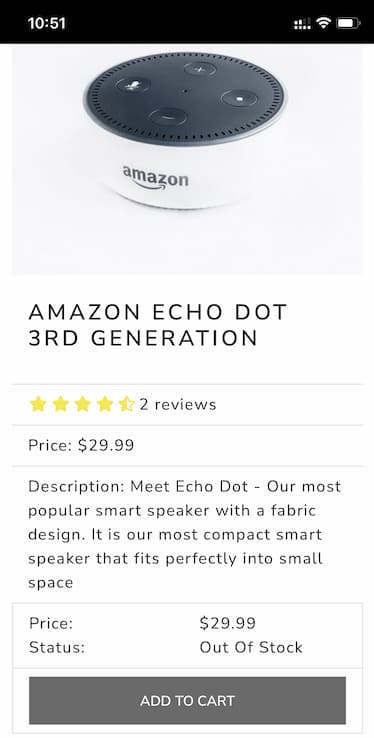 10:51
amazon
AMAZON ECHO DOT
3RD GENERATION
2 reviews
Price: $29.99
Description: Meet Echo Dot - Our most
popular smart speaker with a fabric
design. It is our most compact smart
speaker that fits perfectly into small
space
Price: $29.99
Status: Out Of Stock
ADD TO CART